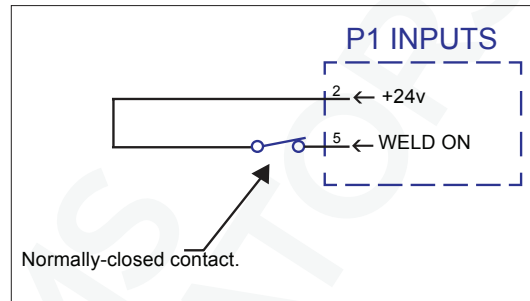 P1 INPUTS
2 ← +24v
5 ← WELD ON
Normally-closed contact.